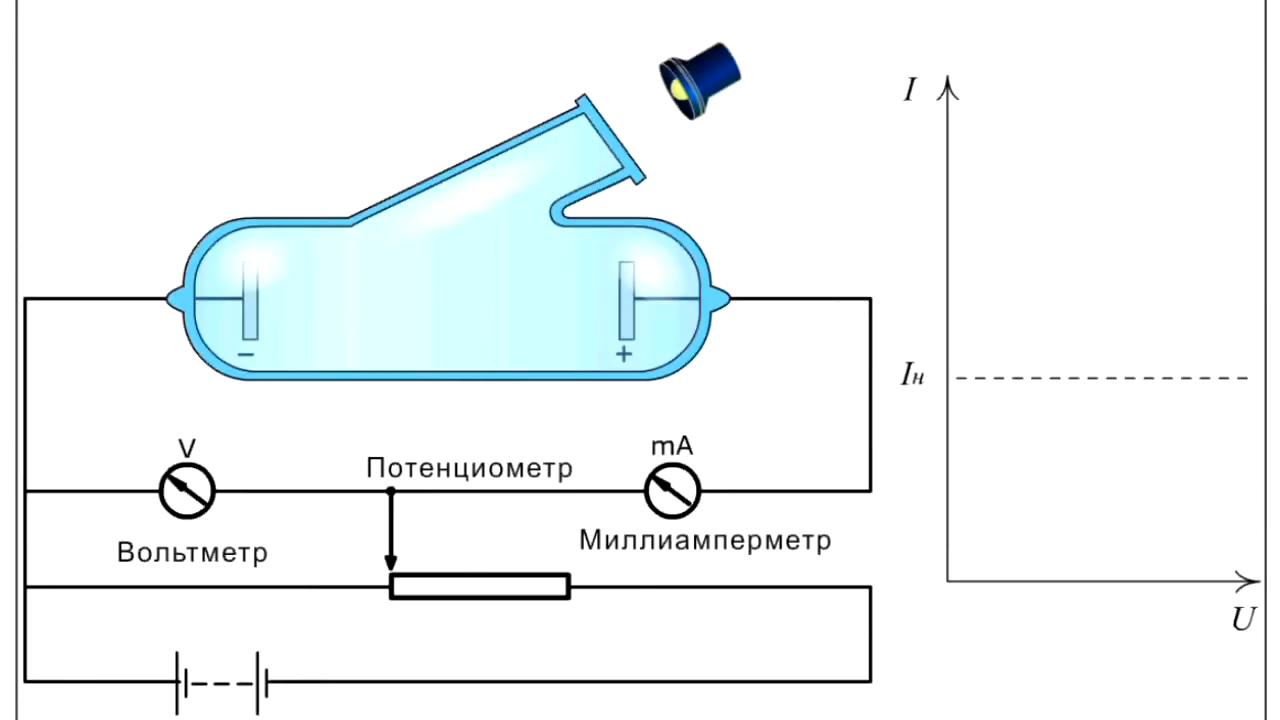 I
−
+
Iн
V
mA
Потенциометр
Миллиамперметр
Вольтметр
U